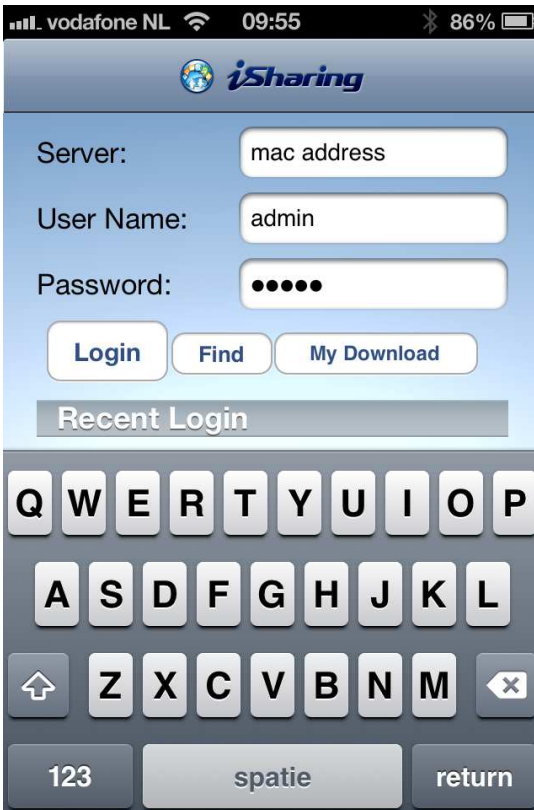 vodafone NL 09:55 86%
iSharing
Server: mac address
User Name: admin
Password: •••••
Login Find My Download
Recent Login
Q W E R T Y U I O P
A S D F G H J K L
Z X C V B N M
123 spatie return